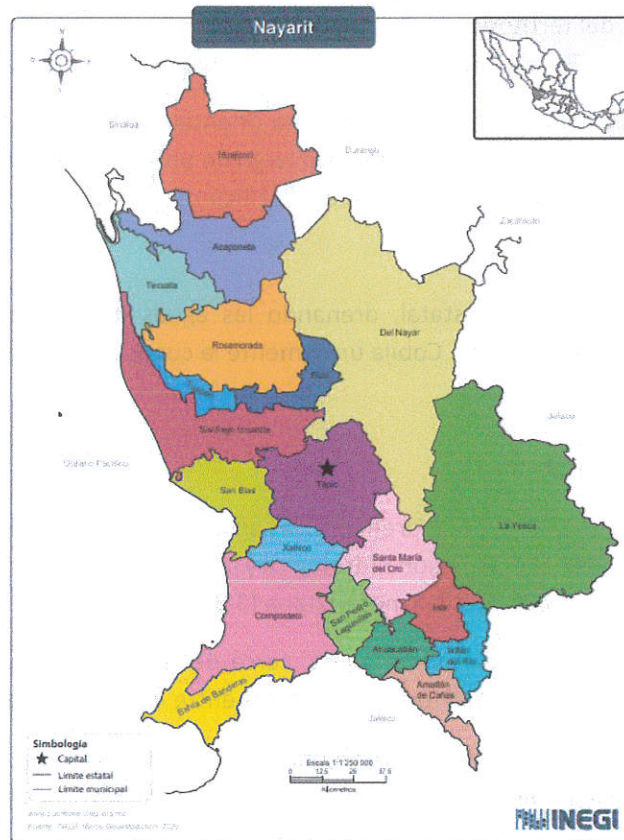 Nayarit
N
Sinaloa
Durango
Huajicori
Zacatecas
Acaponeta
Tecuala
Del Nayar
Rosamorada
Ruiz
Tuxpan
Santiago Ixcuintla
Jalisco
Océano Pacífico
San Blas
Tepic
La Yesca
Xalisco
Santa María
del Oro
Compostela
San Pedro
Lagunillas
Jala
Ahuacatlán
Ixtlán
del Río
Amatlán
de Cañas
Bahía de Banderas
Jalisco
Simbología
Capital
Límite estatal
Límite municipal
Escala 1:1 250 000
0 12.5 25 37.5
Kilómetros
INEGI